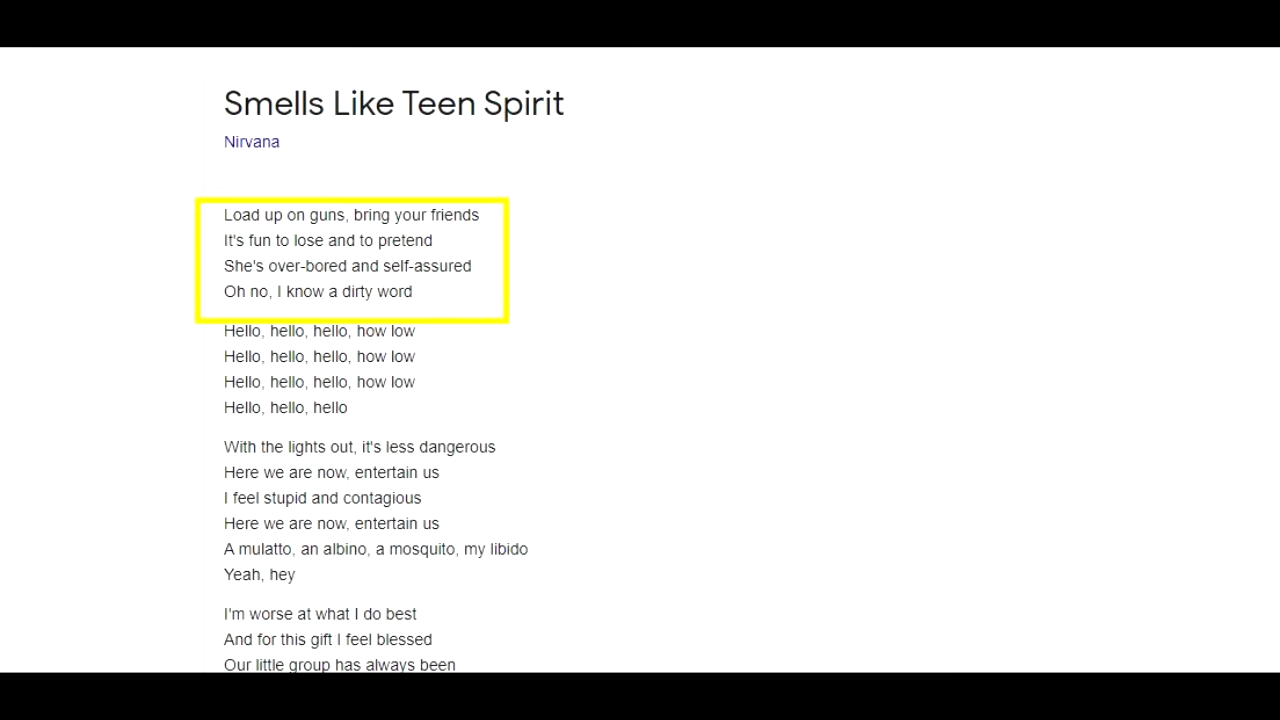 Smells Like Teen Spirit
Nirvana
Load up on guns, bring your friends
It's fun to lose and to pretend
She's over-bored and self-assured
Oh no, I know a dirty word
Hello, hello, hello, how low
Hello, hello, hello, how low
Hello, hello, hello, how low
Hello, hello, hello
With the lights out, it's less dangerous
Here we are now, entertain us
I feel stupid and contagious
Here we are now, entertain us
A mulatto, an albino, a mosquito, my libido
Yeah, hey
I'm worse at what I do best
And for this gift I feel blessed
Our little group has always been